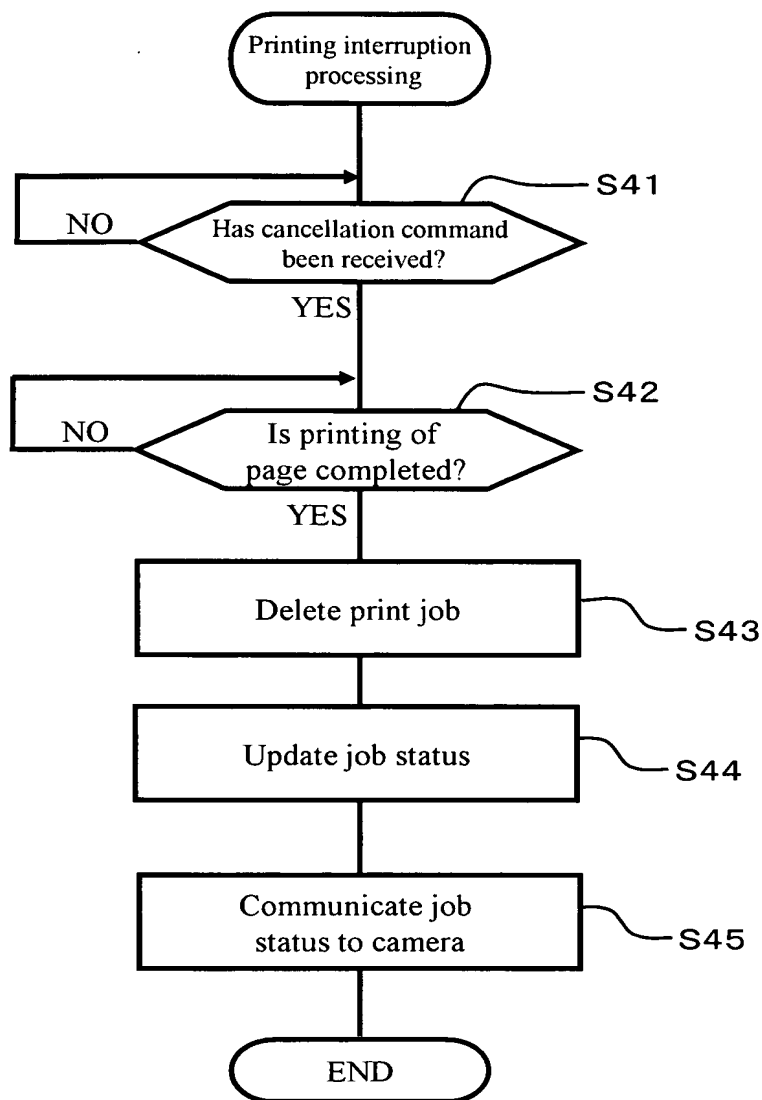 Printing interruption
processing
S41
NO
Has cancellation command
been received?
YES
S42
NO
Is printing of
page completed?
YES
Delete print job
S43
Update job status
S44
Communicate job
status to camera
S45
END